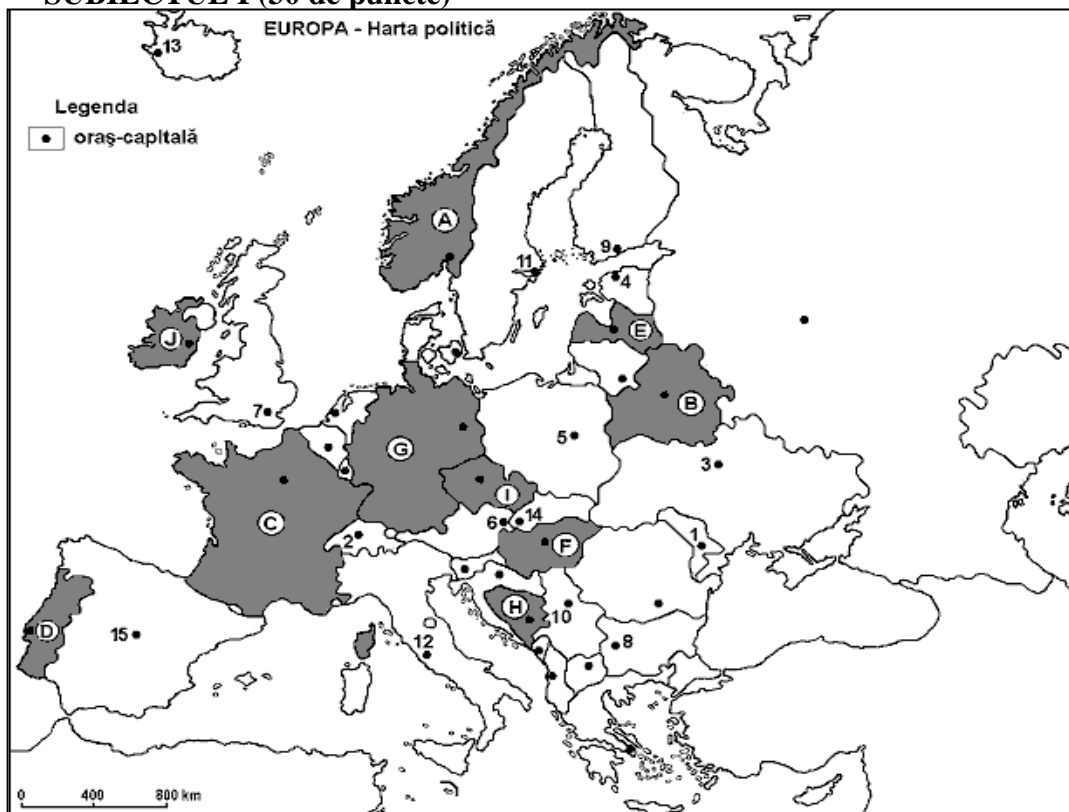 SUBIECTUL I (30 de puncte)
EUROPA - Harta politică
13
Legenda
oraş-capitală
A
9
11
4
J
E
7
B
5
G
3
I
C
6
14
2
F
1
H
10
D
15
12
8
0 400 800 km